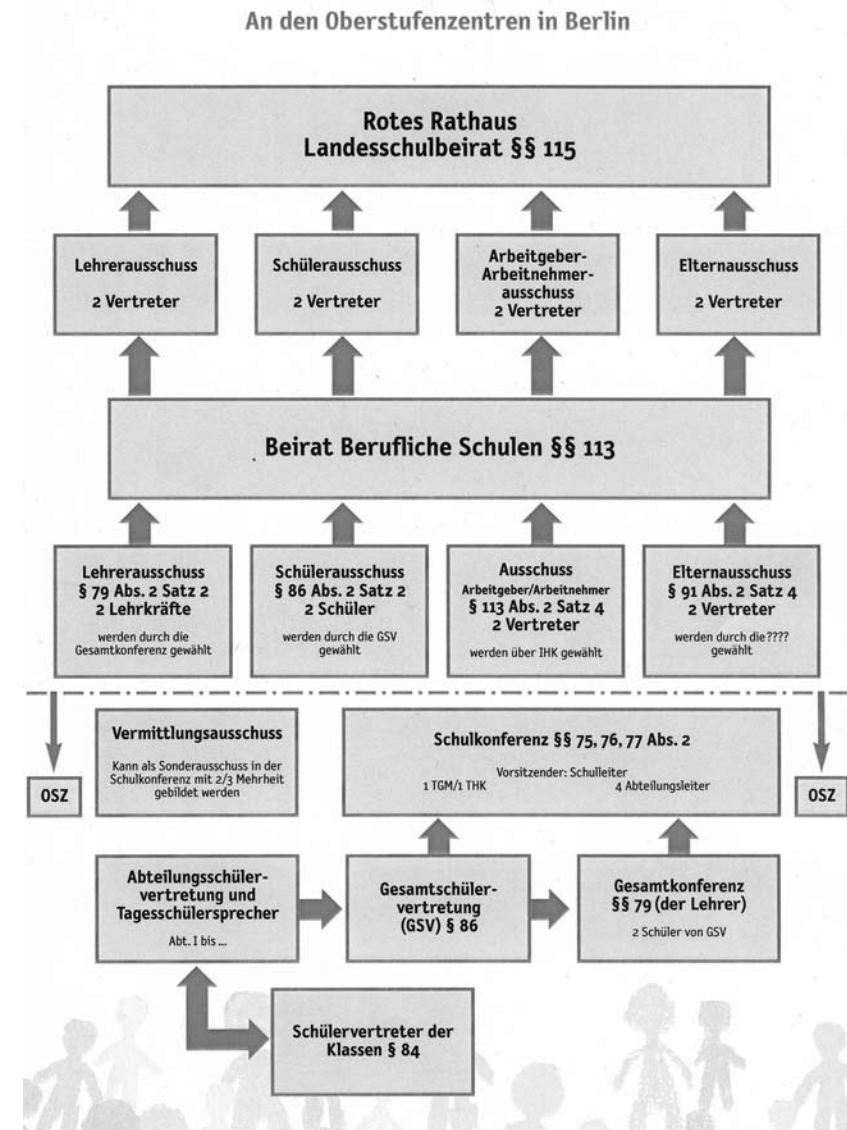 An den Oberstufenzentren in Berlin
Rotes Rathaus
Landesschulbeirat §§ 115
Lehrerausschuss
2 Vertreter
Schülerausschuss
2 Vertreter
Arbeitgeber-
Arbeitnehmer-
ausschuss
2 Vertreter
Elternausschuss
2 Vertreter
Beirat Berufliche Schulen §§ 113
Lehrerausschuss
§ 79 Abs. 2 Satz 2
2 Lehrkräfte
werden durch die
Gesamtkonferenz gewählt
Schülerausschuss
§ 86 Abs. 2 Satz 2
2 Schüler
werden durch die GSV
gewählt
Ausschuss
Arbeitgeber/Arbeitnehmer
§ 113 Abs. 2 Satz 4
2 Vertreter
werden über IHK gewählt
Elternausschuss
§ 91 Abs. 2 Satz 4
2 Vertreter
werden durch die ????
gewählt
OSZ
Vermittlungsausschuss
Kann als Sonderausschuss in der
Schulkonferenz mit 2/3 Mehrheit
gebildet werden
Schulkonferenz §§ 75, 76, 77 Abs. 2
Vorsitzender: Schulleiter
1 TGM/1 THK 4 Abteilungsleiter
OSZ
Abteilungsschüler-
vertretung und
Tagesschülersprecher
Abt. I bis ...
Gesamtschüler-
vertretung
(GSV) § 86
Gesamtkonferenz
§§ 79 (der Lehrer)
2 Schüler von GSV
Schülervertreter der
Klassen § 84